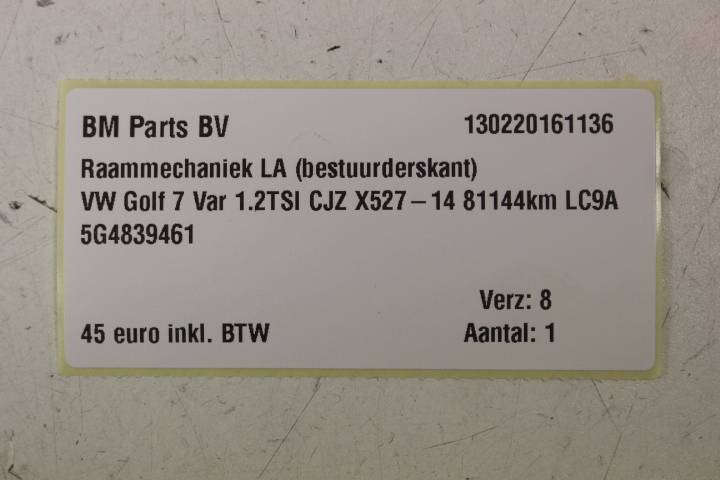 BM Parts BV 130220161136
Raammechaniek LA (bestuurderskant)
VW Golf 7 Var 1.2TSI CJZ X527 – 14 81144km LC9A
5G4839461
Verz: 8
45 euro inkl. BTW Aantal: 1